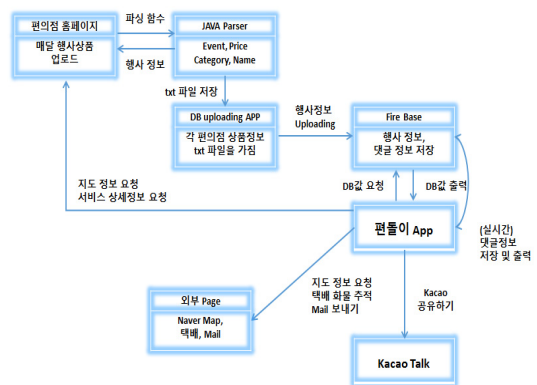 편의점 홈페이지
매달 행사상품
업로드
파싱 함수
행사 정보
JAVA Parser
Event, Price
Category, Name
txt 파일 저장
DB uploading APP
각 편의점 상품정보
txt 파일을 가짐
행사정보
Uploading
Fire Base
행사 정보,
댓글 정보 저장
지도 정보 요청
서비스 상세정보 요청
DB값 요청
DB값 출력
편돌이 App
(실시간)
댓글정보
저장 및 출력
지도 정보 요청
택배 화물 추적
Mail 보내기
Kacao
공유하기
외부 Page
Naver Map,
택배, Mail
Kacao Talk